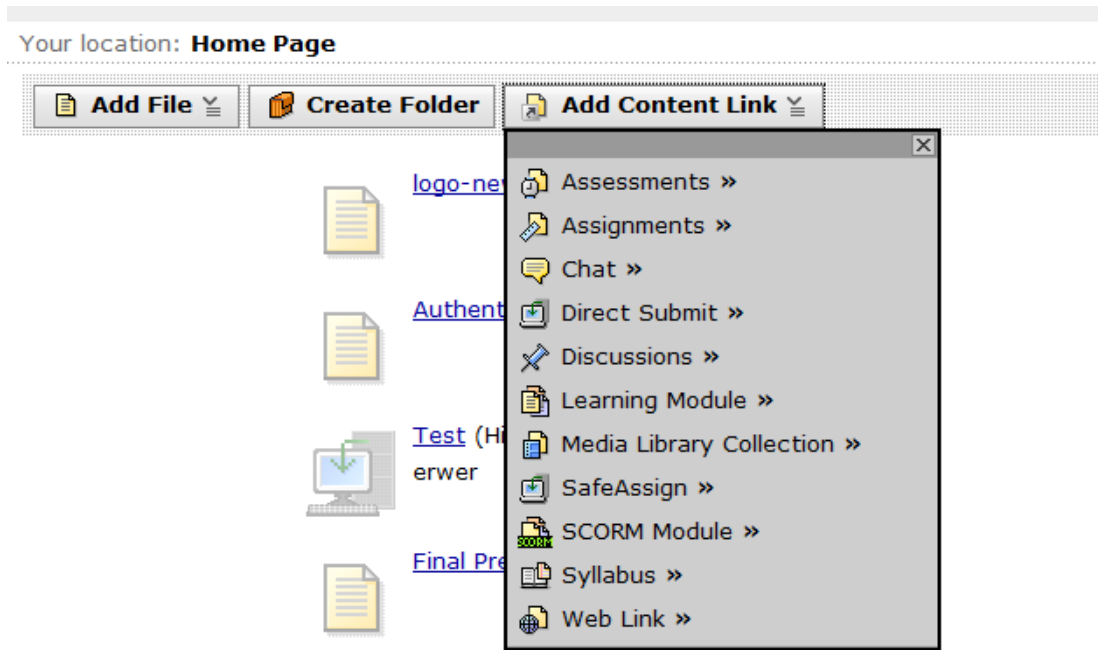 Your location: Home Page
Add File Create Folder Add Content Link
logo-ne
Assessments »
Assignments »
Chat »
Authent
Direct Submit »
Discussions »
Learning Module »
Test (Hi
Media Library Collection »
erwer
SafeAssign »
SCORM
SCORM Module »
Final Pre
Syllabus »
Web Link »